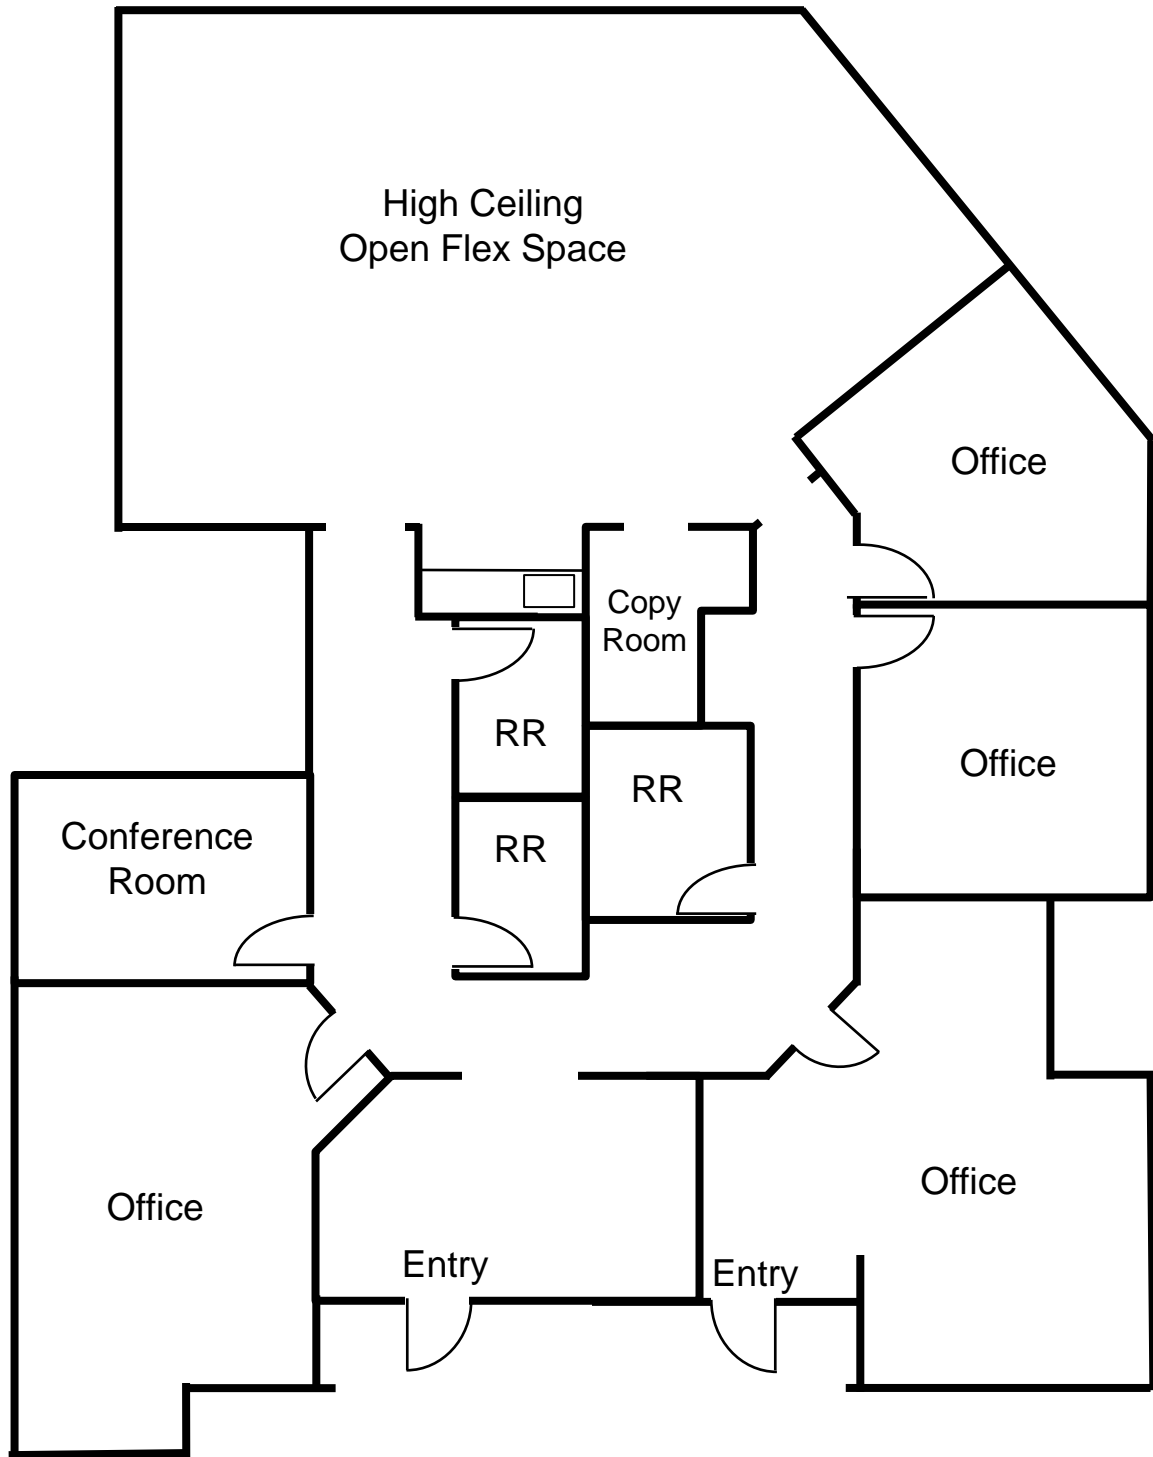 High Ceiling
Open Flex Space
Office
Copy
Room
RR
RR
Office
Conference
Room
RR
Office
Office
Entry
Entry